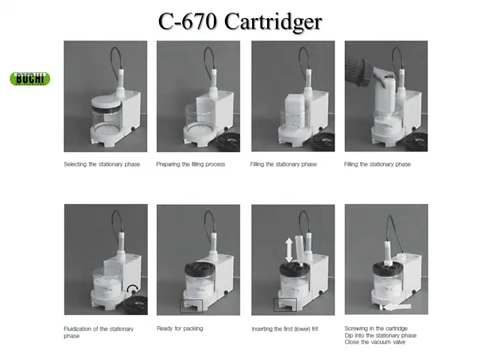 C-670 Cartridger
BUCHI
Selecting the stationary phase
Preparing the filling process
Filling the stationary phase
Filling the stationary phase
Fluidization of the stationary
phase
Ready for packing
Inserting the first (lower) frit
Screwing in the cartridge
Dip into the stationary phase
Close the vacuum valve